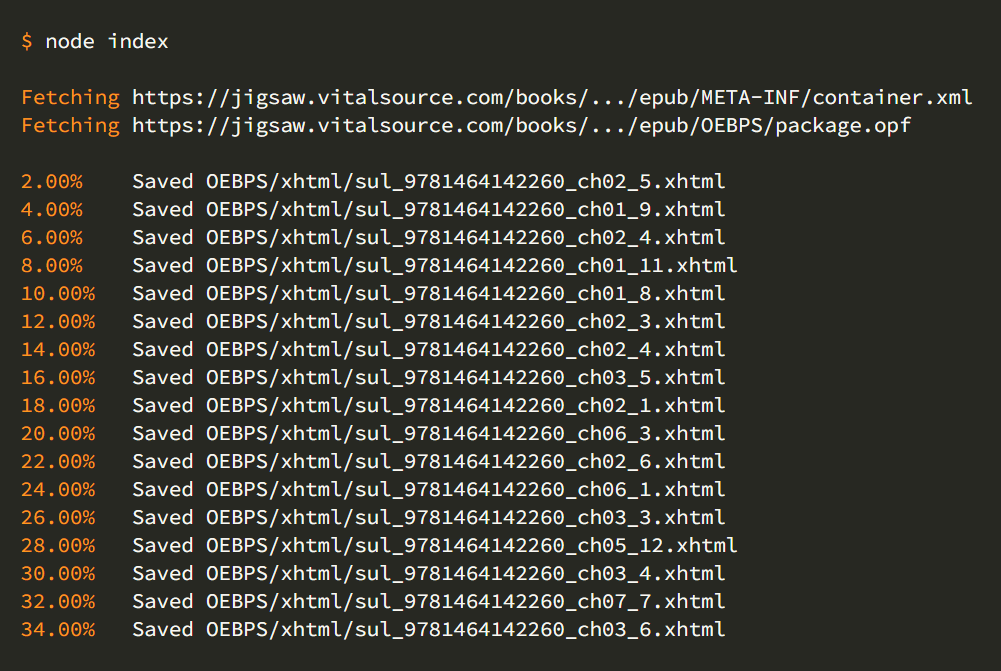 $ node index
Fetching https://jigsaw.vitalsource.com/books/.../epub/META-INF/container.xml
Fetching https://jigsaw.vitalsource.com/books/.../epub/OEBPS/package.opf
2.00% Saved OEBPS/xhtml/sul_9781464142260_ch02_5.xhtml
4.00% Saved OEBPS/xhtml/sul_9781464142260_ch01_9.xhtml
6.00% Saved OEBPS/xhtml/sul_9781464142260_ch02_4.xhtml
8.00% Saved OEBPS/xhtml/sul_9781464142260_ch01_11.xhtml
10.00% Saved OEBPS/xhtml/sul_9781464142260_ch01_8.xhtml
12.00% Saved OEBPS/xhtml/sul_9781464142260_ch02_3.xhtml
14.00% Saved OEBPS/xhtml/sul_9781464142260_ch02_4.xhtml
16.00% Saved OEBPS/xhtml/sul_9781464142260_ch03_5.xhtml
18.00% Saved OEBPS/xhtml/sul_9781464142260_ch02_1.xhtml
20.00% Saved OEBPS/xhtml/sul_9781464142260_ch06_3.xhtml
22.00% Saved OEBPS/xhtml/sul_9781464142260_ch02_6.xhtml
24.00% Saved OEBPS/xhtml/sul_9781464142260_ch06_1.xhtml
26.00% Saved OEBPS/xhtml/sul_9781464142260_ch03_3.xhtml
28.00% Saved OEBPS/xhtml/sul_9781464142260_ch05_12.xhtml
30.00% Saved OEBPS/xhtml/sul_9781464142260_ch03_4.xhtml
32.00% Saved OEBPS/xhtml/sul_9781464142260_ch07_7.xhtml
34.00% Saved OEBPS/xhtml/sul_9781464142260_ch03_6.xhtml